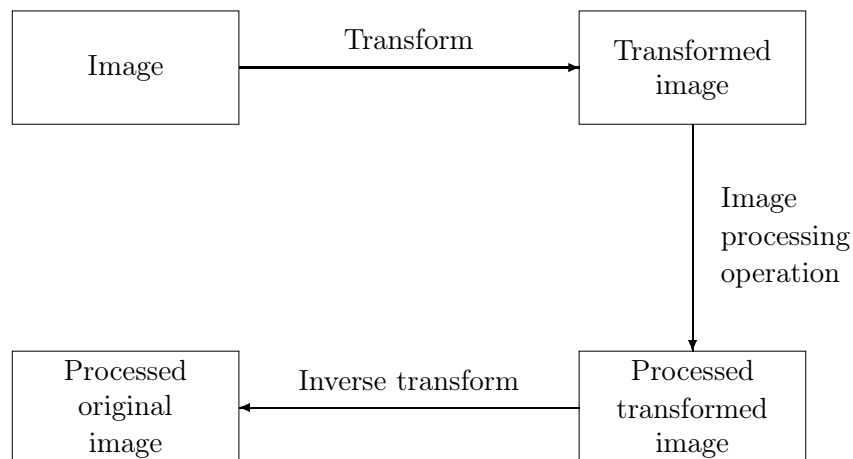 Image
Transform
Transformed
image
Image
processing
operation
Processed
transformed
image
Inverse transform
Processed
original
image